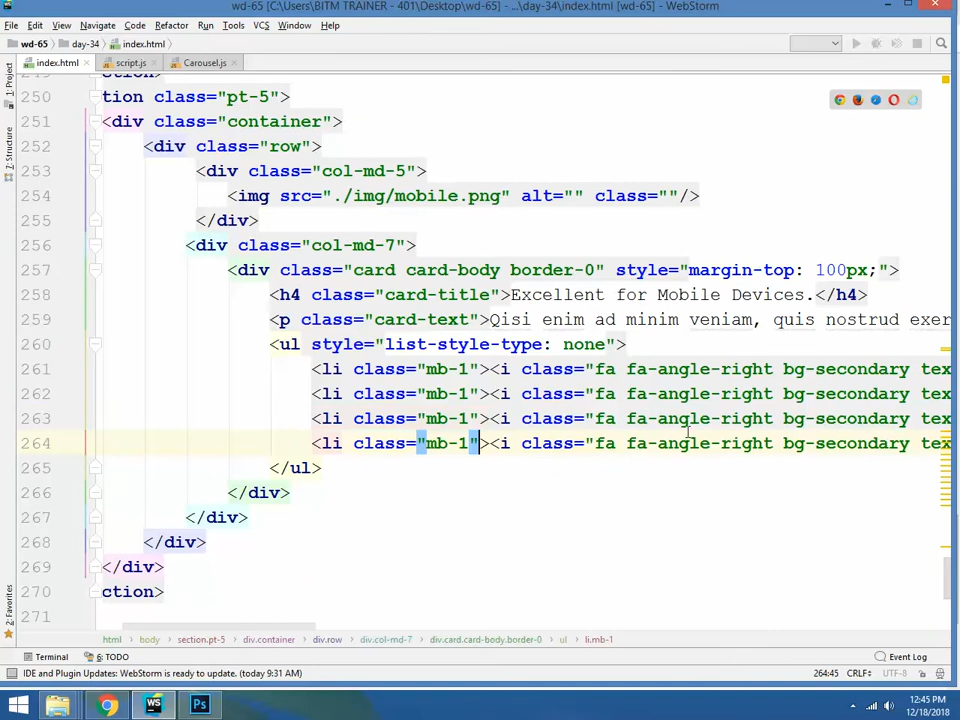 wd-65 [C:\Users\BITM TRAINER - 401\Desktop\wd-65] - ...\day-34\index.html [wd-65] - WebStorm
File Edit View Navigate Code Refactor Run Tools VCS Window Help
wd-65 day-34 index.html
index.html script.js Carousel.js
1: Project
7: Structure
2: Favorites
250 tion class="pt-5">
251 <div class="container">
252 <div class="row">
253 <div class="col-md-5">
254 <img src="./img/mobile.png" alt="" class=""/>
255 </div>
256 <div class="col-md-7">
257 <div class="card card-body border-0" style="margin-top: 100px;">
258 <h4 class="card-title">Excellent for Mobile Devices.</h4>
259 <p class="card-text">Qisi enim ad minim veniam, quis nostrud exer
260 <ul style="list-style-type: none">
261 <li class="mb-1"><i class="fa fa-angle-right bg-secondary tex
262 <li class="mb-1"><i class="fa fa-angle-right bg-secondary tex
263 <li class="mb-1"><i class="fa fa-angle-right bg-secondary tex
264 <li class="mb-1"><i class="fa fa-angle-right bg-secondary tex
265 </ul>
266 </div>
267 </div>
268 </div>
269 </div>
270 ction>
271
html body section.pt-5 div.container div.row div.col-md-7 div.card.card-body.border-0 ul li.mb-1
Terminal 6: TODO Event Log
IDE and Plugin Updates: WebStorm is ready to update. (today 9:31 AM) 264:45 CRLF UTF-8
WS Ps
12:45 PM
12/18/2018